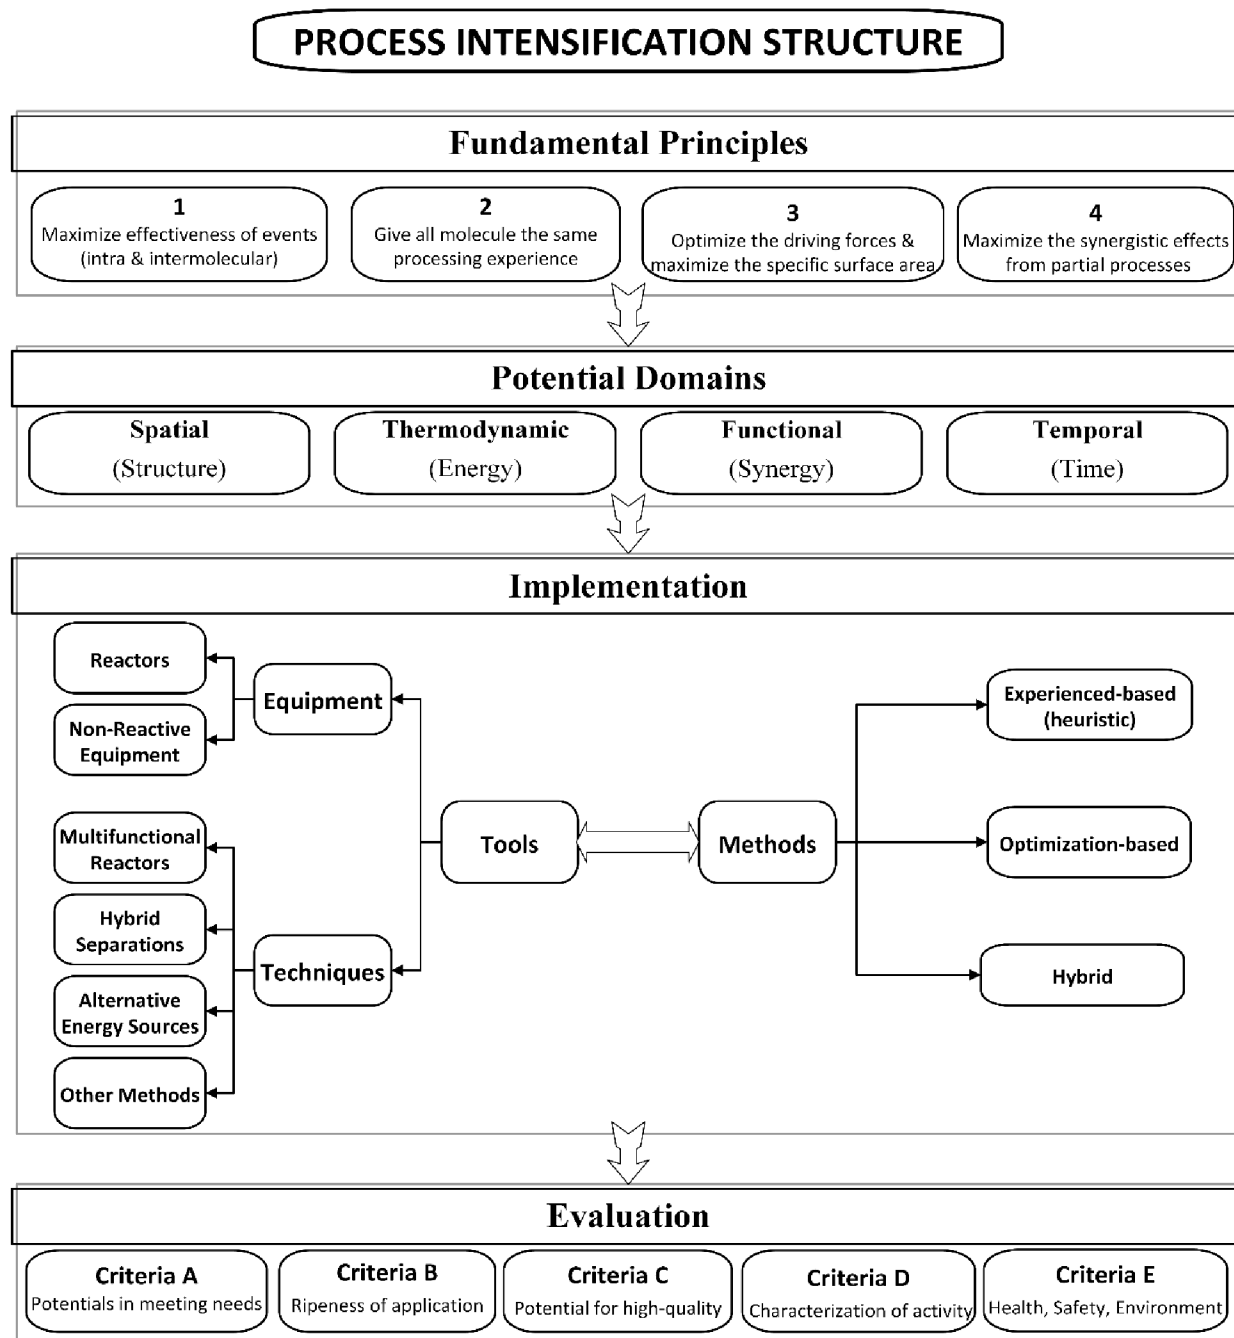 PROCESS INTENSIFICATION STRUCTURE
Fundamental Principles
1
Maximize effectiveness of events
(intra & intermolecular)
2
Give all molecule the same
processing experience
3
Optimize the driving forces &
maximize the specific surface area
4
Maximize the synergistic effects
from partial processes
Potential Domains
Spatial
(Structure)
Thermodynamic
(Energy)
Functional
(Synergy)
Temporal
(Time)
Implementation
Reactors
Non-Reactive
Equipment
Equipment
Multifunctional
Reactors
Hybrid
Separations
Alternative
Energy Sources
Other Methods
Techniques
Tools
Methods
Experienced-based
(heuristic)
Optimization-based
Hybrid
Evaluation
Criteria A
Potentials in meeting needs
Criteria B
Ripeness of application
Criteria C
Potential for high-quality
Criteria D
Characterization of activity
Criteria E
Health, Safety, Environment